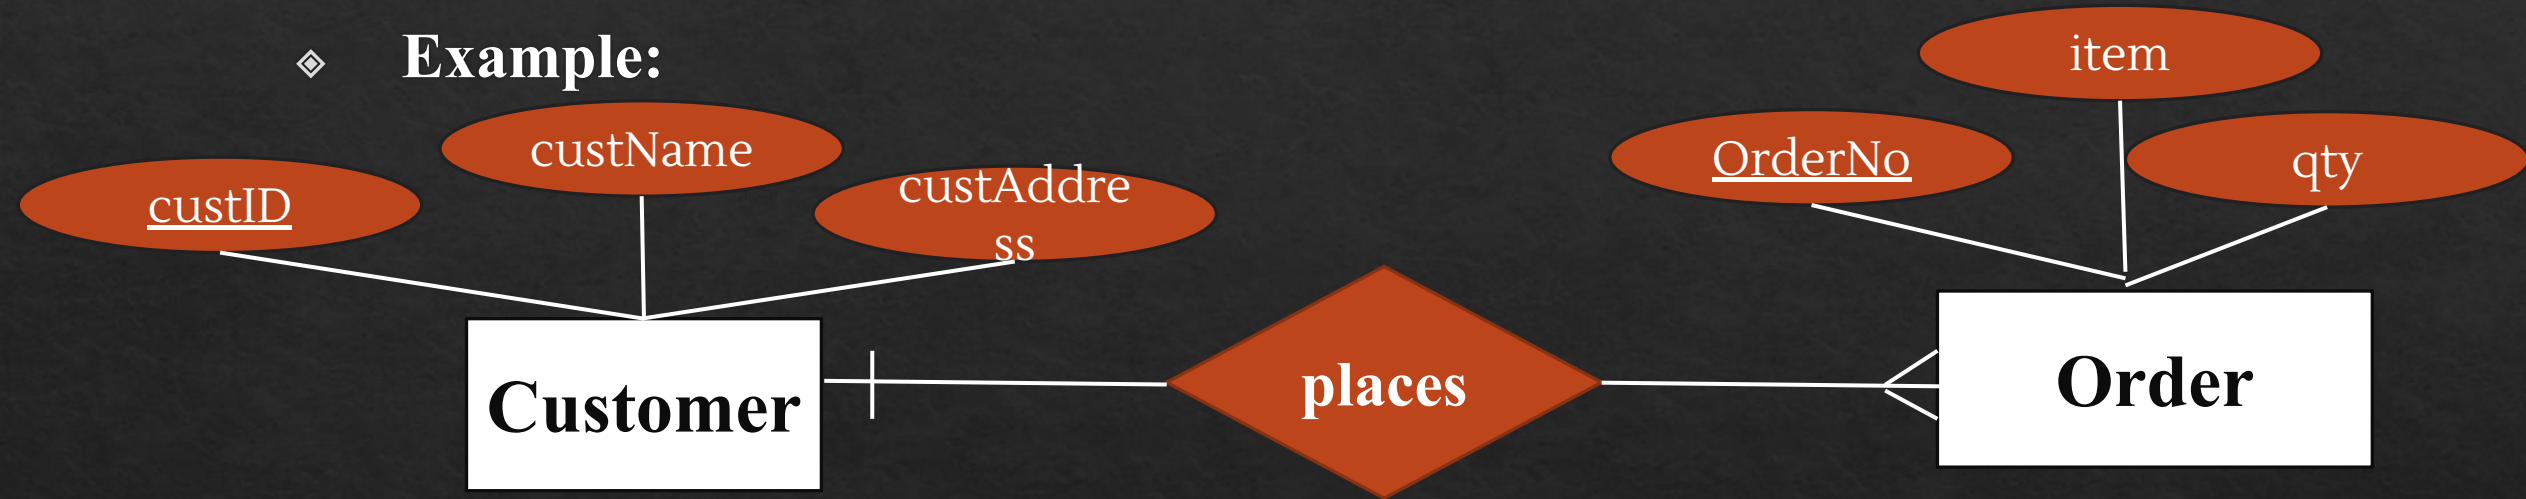 Example:
custID
custName
custAddre
ss
OrderNo
item
qty
Customer
places
Order